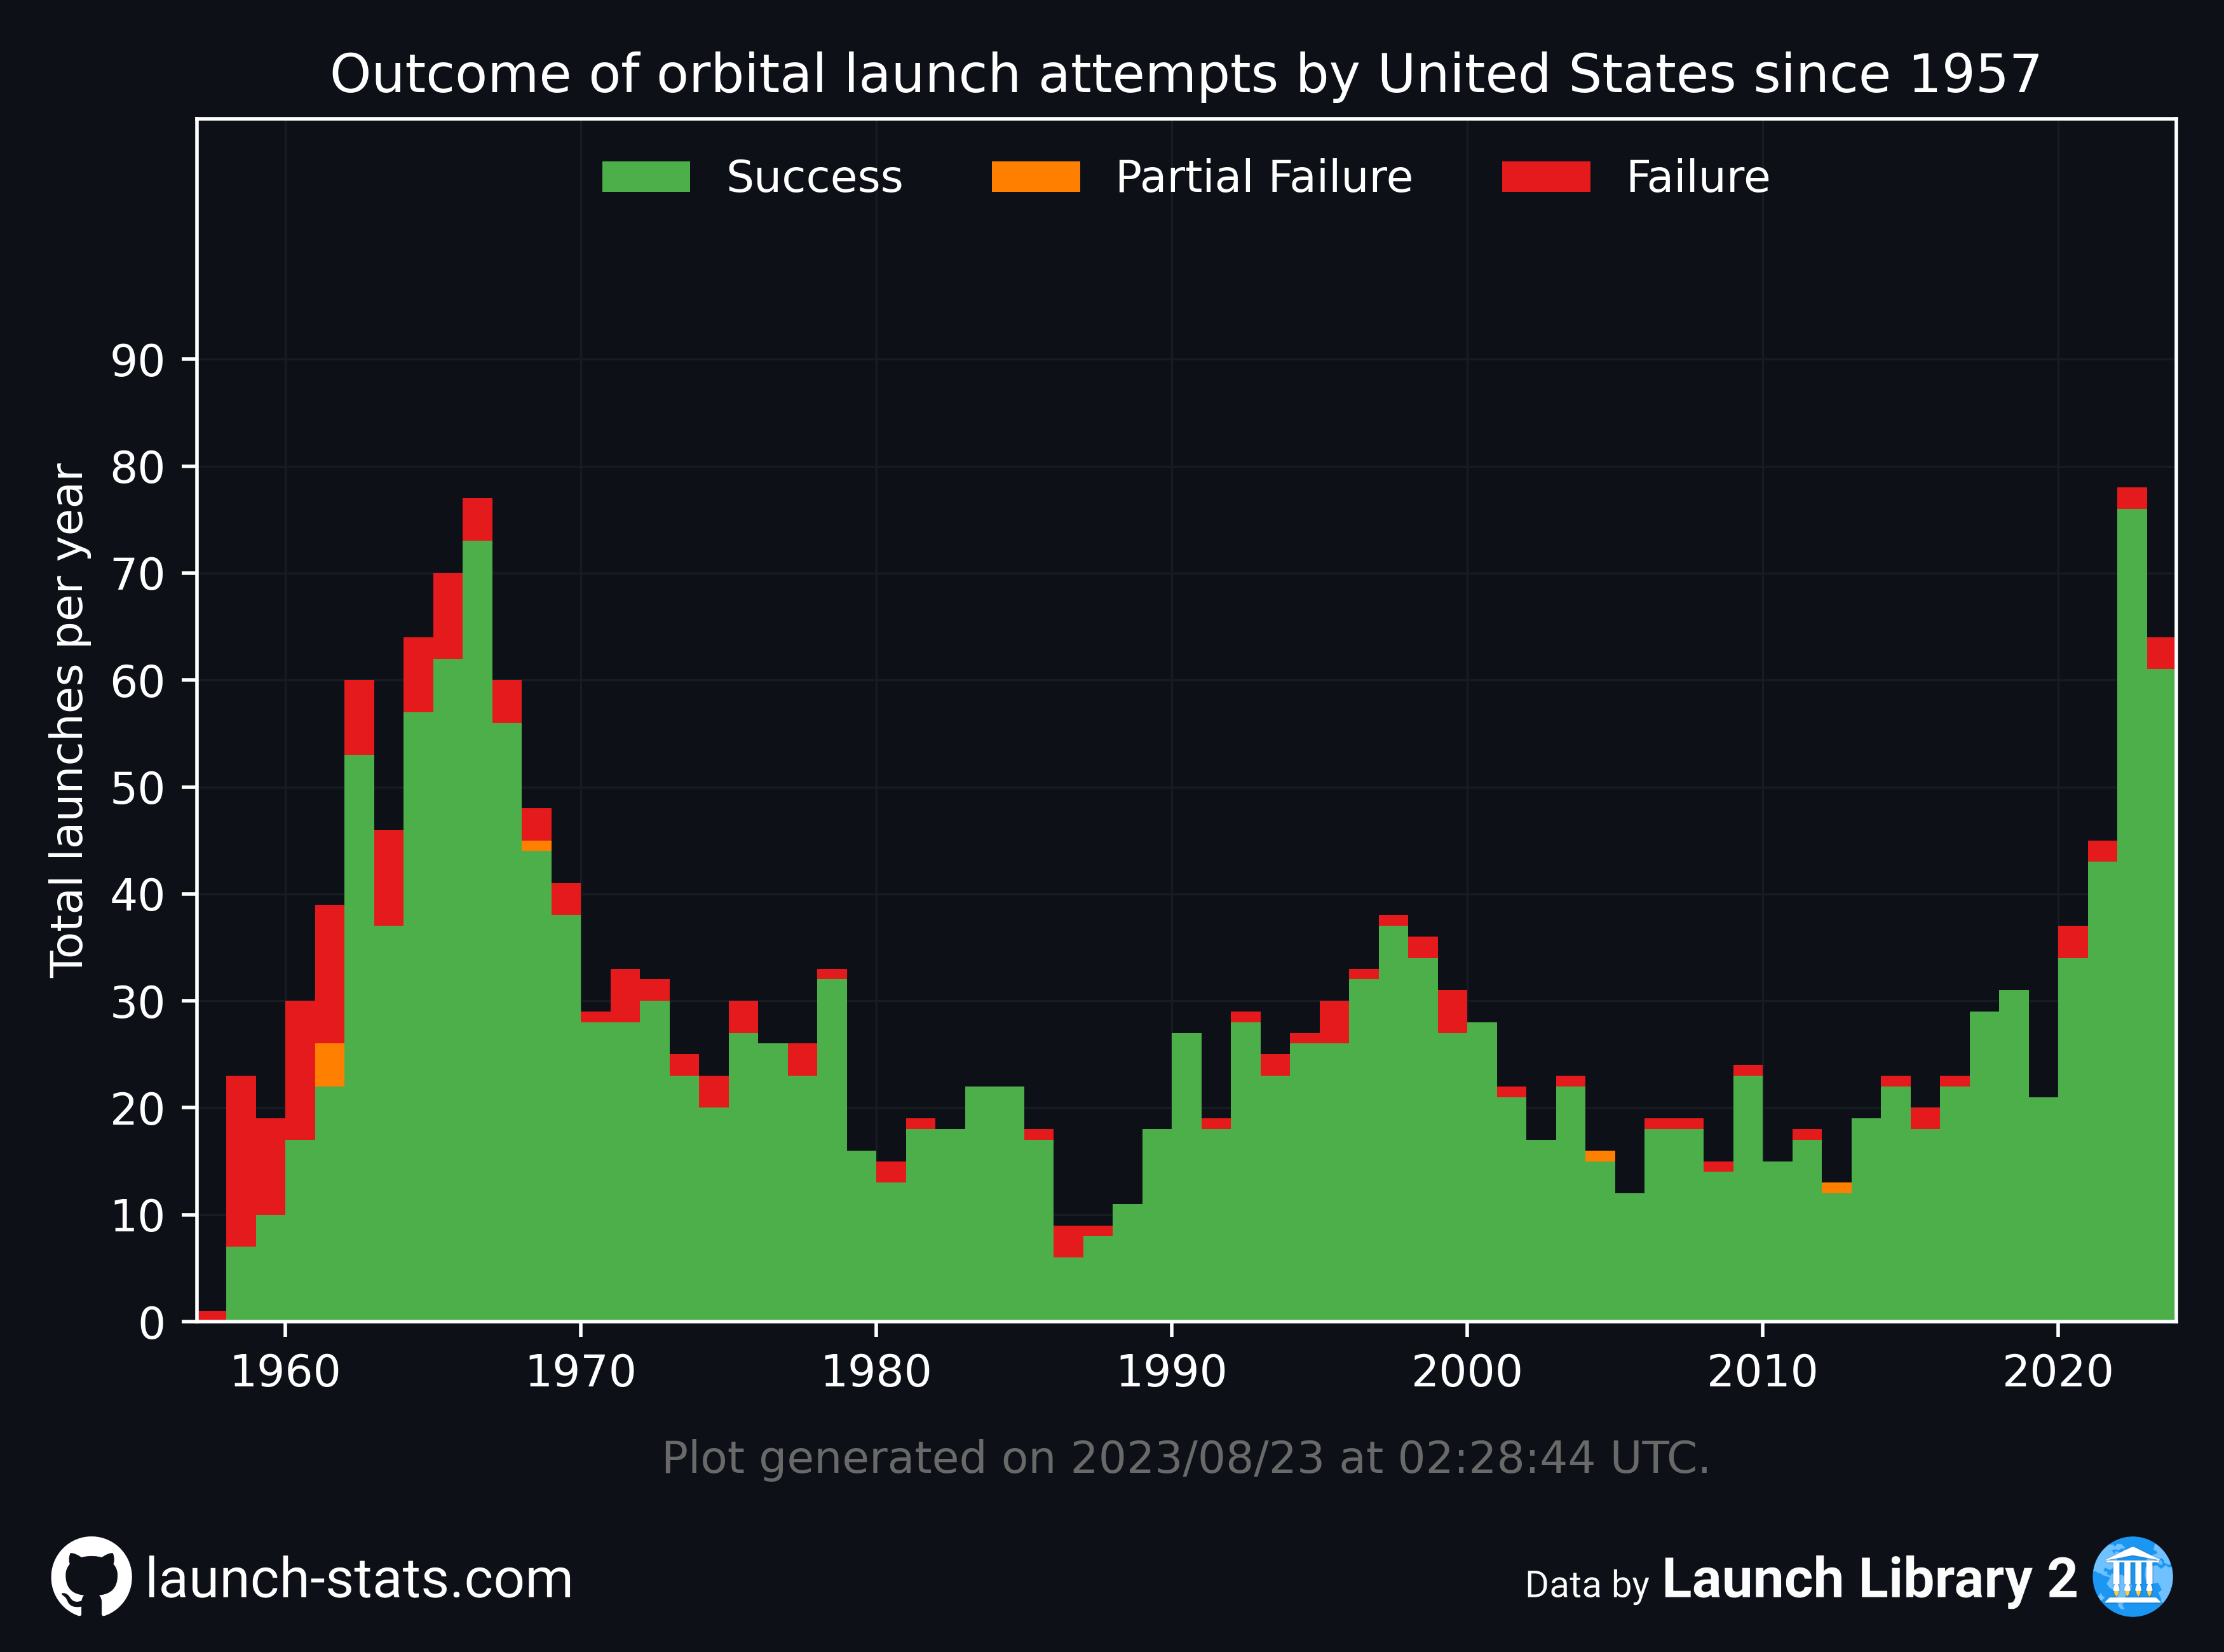 Outcome of orbital launch attempts by United States since 1957
Success Partial Failure Failure
Total launches per year
90
80
70
60
50
40
30
20
10
0
1960 1970 1980 1990 2000 2010 2020
Plot generated on 2023/08/23 at 02:28:44 UTC.
launch-stats.com
Data by Launch Library 2